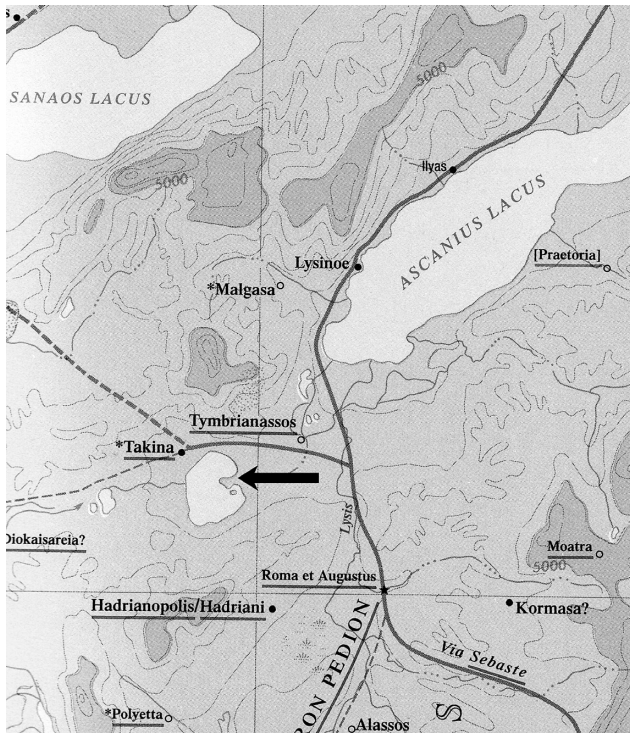 s
SANAOS LACUS
5000
5000
Ilyas
ASCANIUS LACUS
Lysinoe
[Praetoria]
*Malgasa
Tymbrianassos
*Takina
Lysis
Diokaisareia?
Moatra
5000
Roma et Augustus
Hadrianopolis/Hadriani
Kormasa?
RON PEDION
Via Sebaste
*Polyetta
Alassos
S